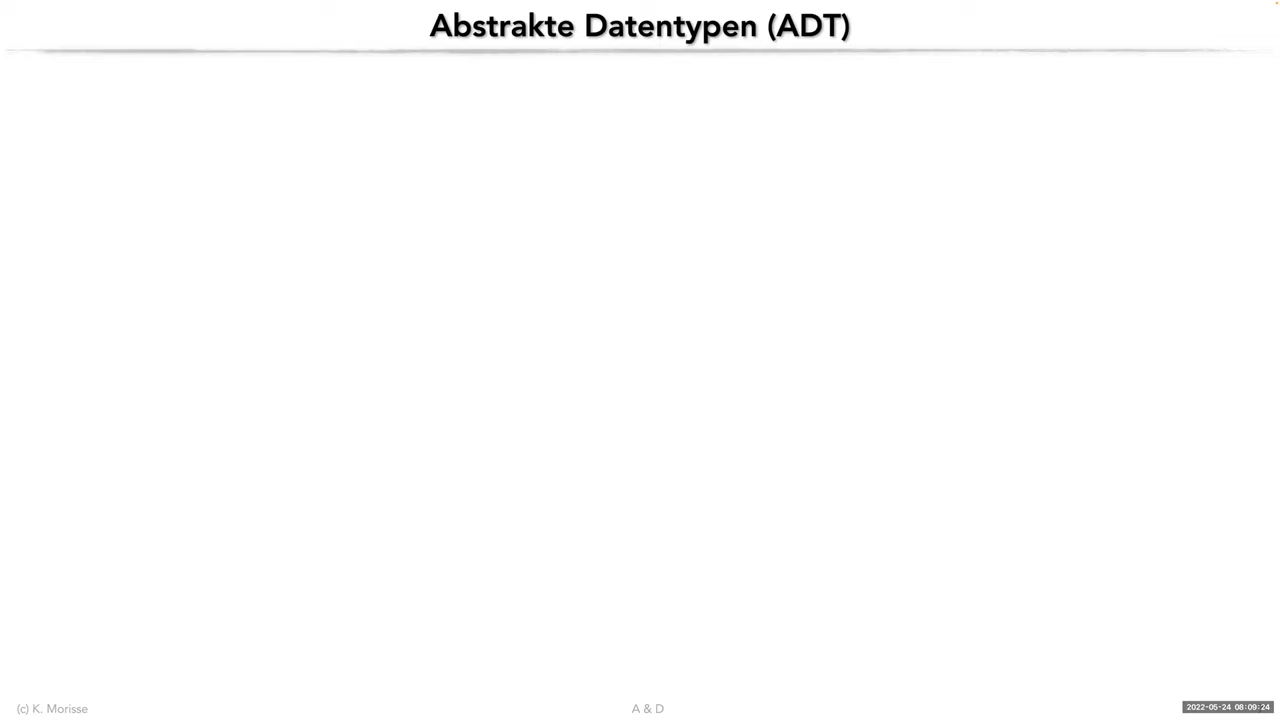 Abstrakte Datentypen (ADT)
(c) K. Morisse
A & D
2022-05-24 08:09:24